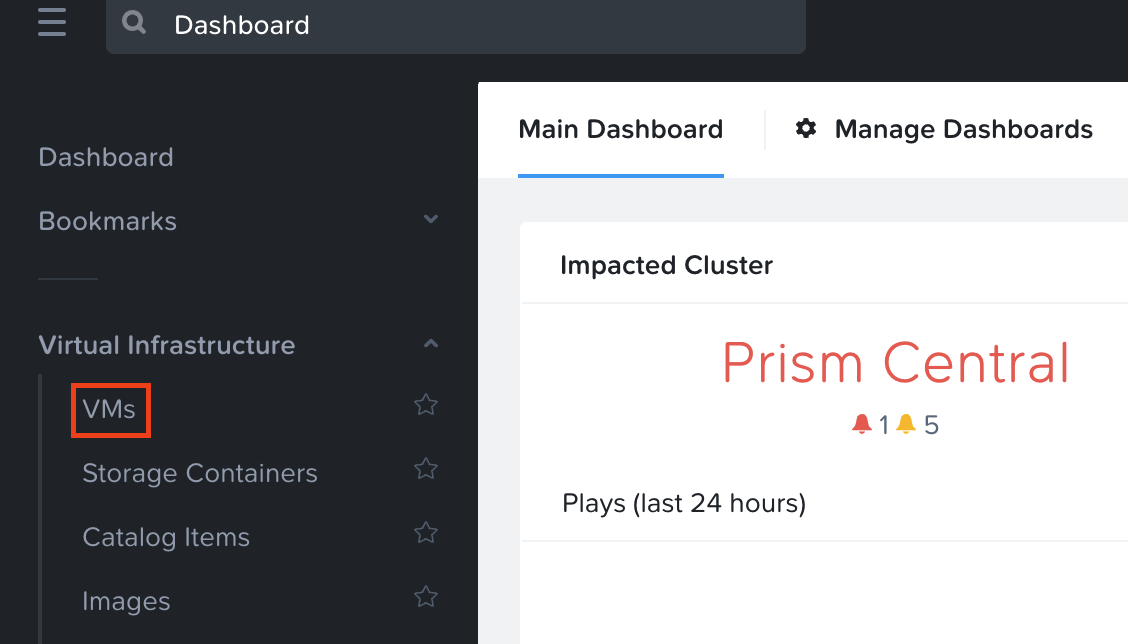 Dashboard
Dashboard
Bookmarks
Virtual Infrastructure
VMs
Storage Containers
Catalog Items
Images
Main Dashboard
Manage Dashboards
Impacted Cluster
Prism Central
1 5
Plays (last 24 hours)